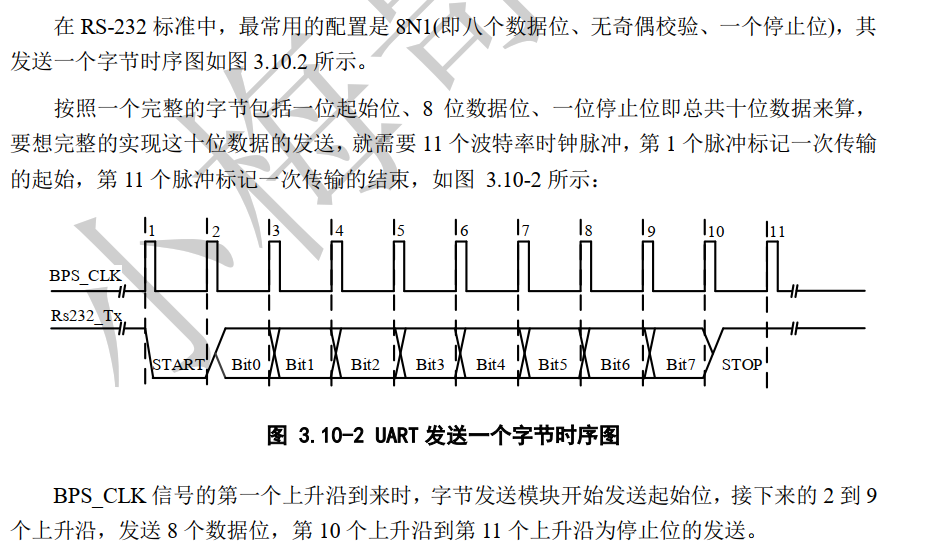 在 RS-232 标准中，最常用的配置是 8N1(即八个数据位、无奇偶校验、一个停止位)，其
发送一个字节时序图如图 3.10.2 所示。
按照一个完整的字节包括一位起始位、8 位数据位、一位停止位即总共十位数据来算，
要想完整的实现这十位数据的发送，就需要 11 个波特率时钟脉冲，第 1 个脉冲标记一次传输
的起始，第 11 个脉冲标记一次传输的结束，如图 3.10-2 所示：
1 2 3 4 5 6 7 8 9 10 11
BPS_CLK
Rs232_Tx
START Bit0 Bit1 Bit2 Bit3 Bit4 Bit5 Bit6 Bit7 STOP
图 3.10-2 UART 发送一个字节时序图
BPS_CLK 信号的第一个上升沿到来时，字节发送模块开始发送起始位，接下来的 2 到 9
个上升沿，发送 8 个数据位，第 10 个上升沿到第 11 个上升沿为停止位的发送。
小梅哥